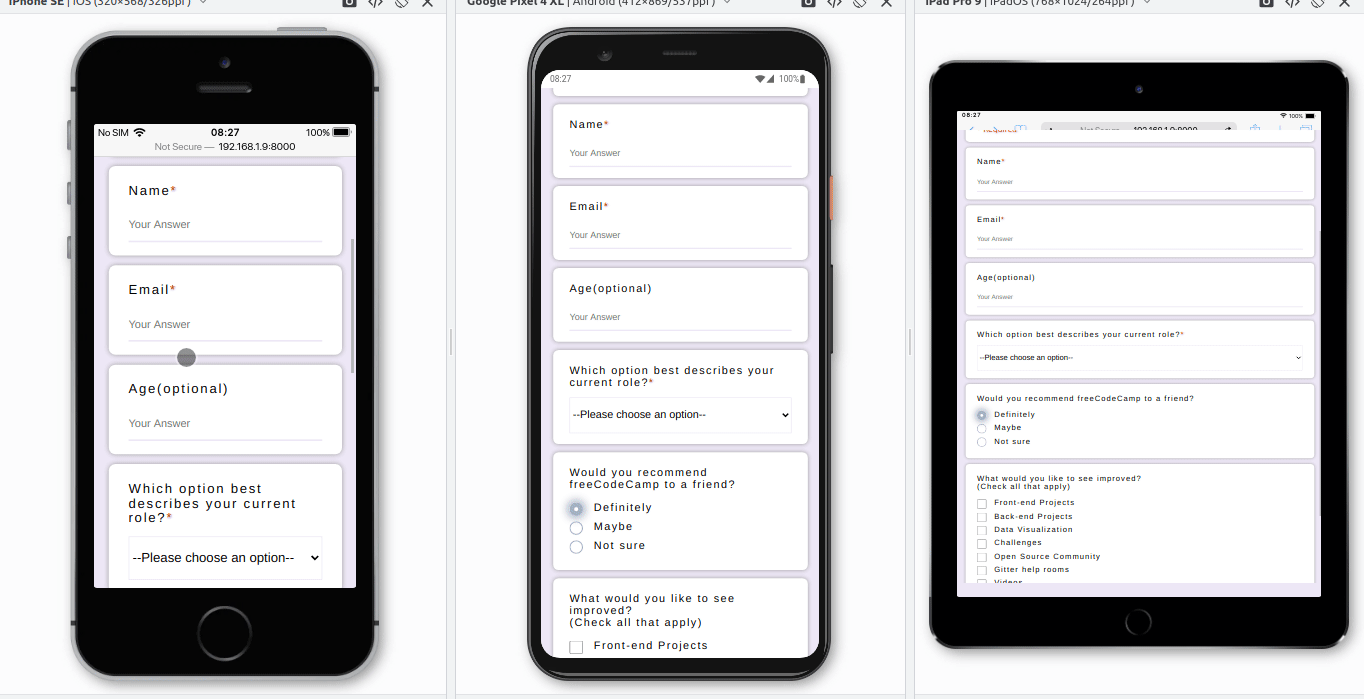 iPhone SE | iOS (320×568/326ppi)
No SIM 08:27 100%
Not Secure — 192.168.1.9:8000
Name*
Your Answer
Email*
Your Answer
Age(optional)
Your Answer
Which option best
describes your current
role?*
--Please choose an option--
Google Pixel 4 XL | Android (412×869/537ppi)
08:27 100%
Name*
Your Answer
Email*
Your Answer
Age(optional)
Your Answer
Which option best describes your
current role?*
--Please choose an option--
Would you recommend
freeCodeCamp to a friend?
Definitely
Maybe
Not sure
What would you like to see
improved?
(Check all that apply)
Front-end Projects
iPad Pro 9 | iPadOS (768×1024/264ppi)
08:27 100%
Not Secure — 192.168.1.9:8000
Name*
Your Answer
Email*
Your Answer
Age(optional)
Your Answer
Which option best describes your current role?*
--Please choose an option--
Would you recommend freeCodeCamp to a friend?
Definitely
Maybe
Not sure
What would you like to see improved?
(Check all that apply)
Front-end Projects
Back-end Projects
Data Visualization
Challenges
Open Source Community
Gitter help rooms
Videos